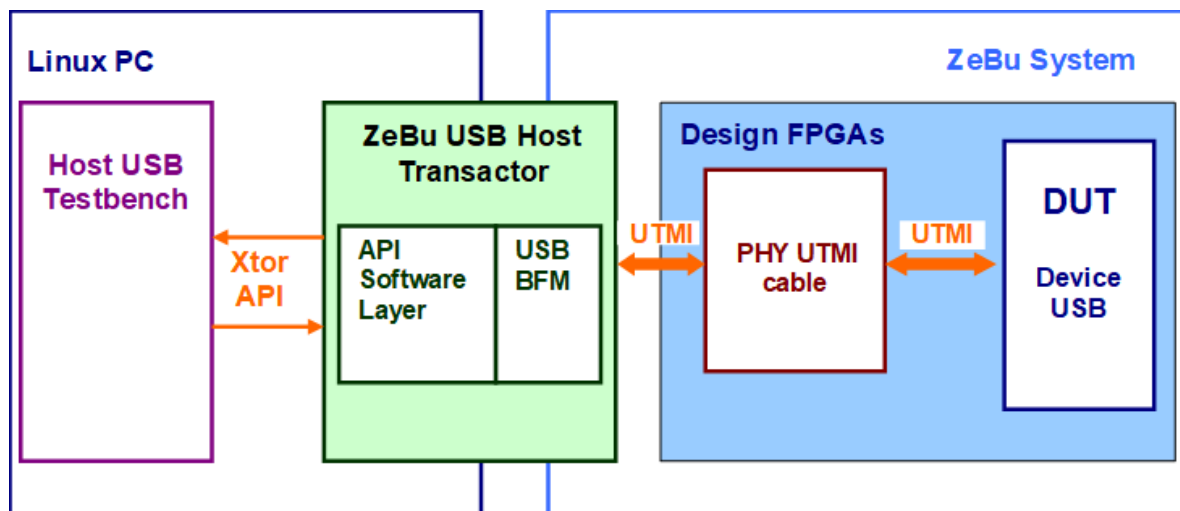 Linux PC
ZeBu System
Host USB
Testbench
Xtor
API
ZeBu USB Host
Transactor
API
Software
Layer
USB
BFM
UTMI
Design FPGAs
PHY UTMI
cable
UTMI
DUT
Device
USB